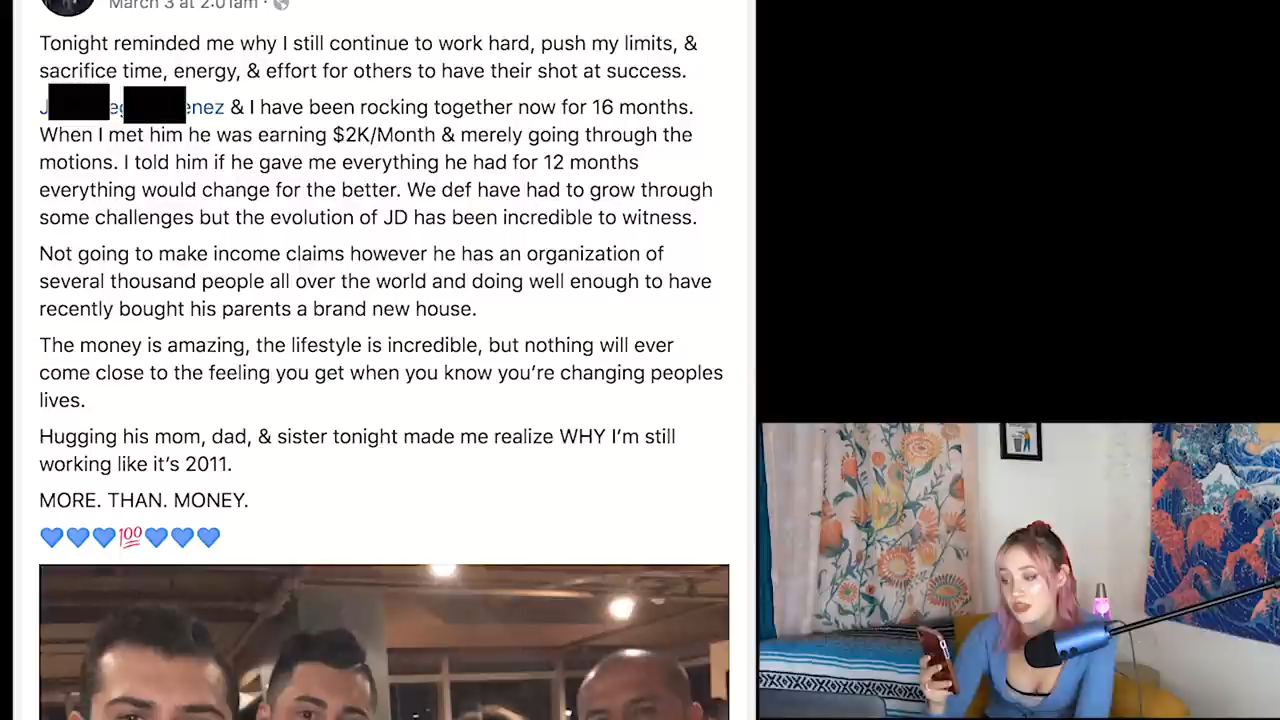 March 3 at 2:01am ·
Tonight reminded me why I still continue to work hard, push my limits, &
sacrifice time, energy, & effort for others to have their shot at success.
enez & I have been rocking together now for 16 months.
When I met him he was earning $2K/Month & merely going through the
motions. I told him if he gave me everything he had for 12 months
everything would change for the better. We def have had to grow through
some challenges but the evolution of JD has been incredible to witness.
Not going to make income claims however he has an organization of
several thousand people all over the world and doing well enough to have
recently bought his parents a brand new house.
The money is amazing, the lifestyle is incredible, but nothing will ever
come close to the feeling you get when you know you’re changing peoples
lives.
Hugging his mom, dad, & sister tonight made me realize WHY I’m still
working like it’s 2011.
MORE. THAN. MONEY.
💙💙💙💯💙💙💙